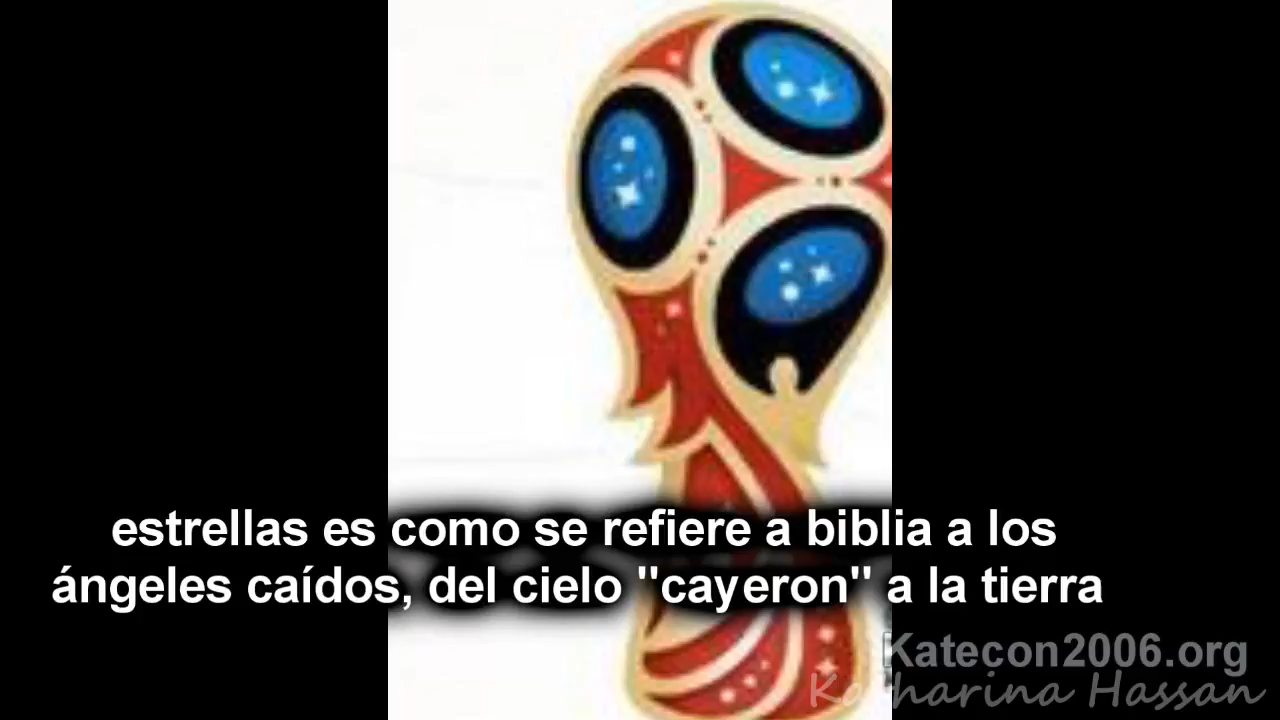 estrellas es como se refiere a biblia a los
ángeles caídos, del cielo "cayeron" a la tierra
Katecon2006.org
Katharina Hassan